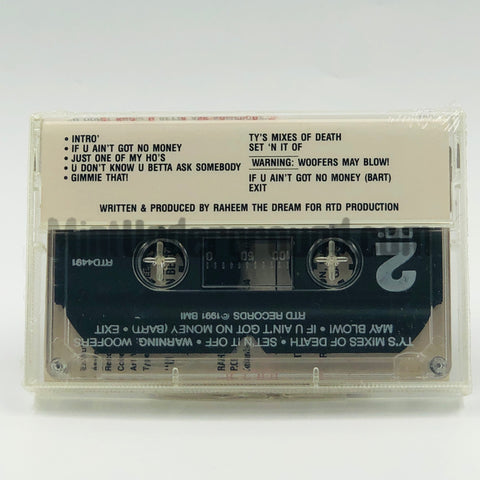 • INTRO'
• IF U AIN'T GOT NO MONEY
• JUST ONE OF MY HO'S
• U DON'T KNOW U BETTA ASK SOMEBODY
• GIMMIE THAT!
TY'S MIXES OF DEATH
SET 'N IT OF
WARNING: WOOFERS MAY BLOW!
IF U AIN'T GOT NO MONEY (BART)
EXIT
WRITTEN & PRODUCED BY RAHEEM THE DREAM FOR RTD PRODUCTION
RTD4491
100 50 0
2
TY'S MIXES OF DEATH • SET'N IT OFF • WARNING: WOOFERS
MAY BLOW! • IF U AIN'T GOT NO MONEY (BART) • EXIT
RTD RECORDS ©1991 BMI